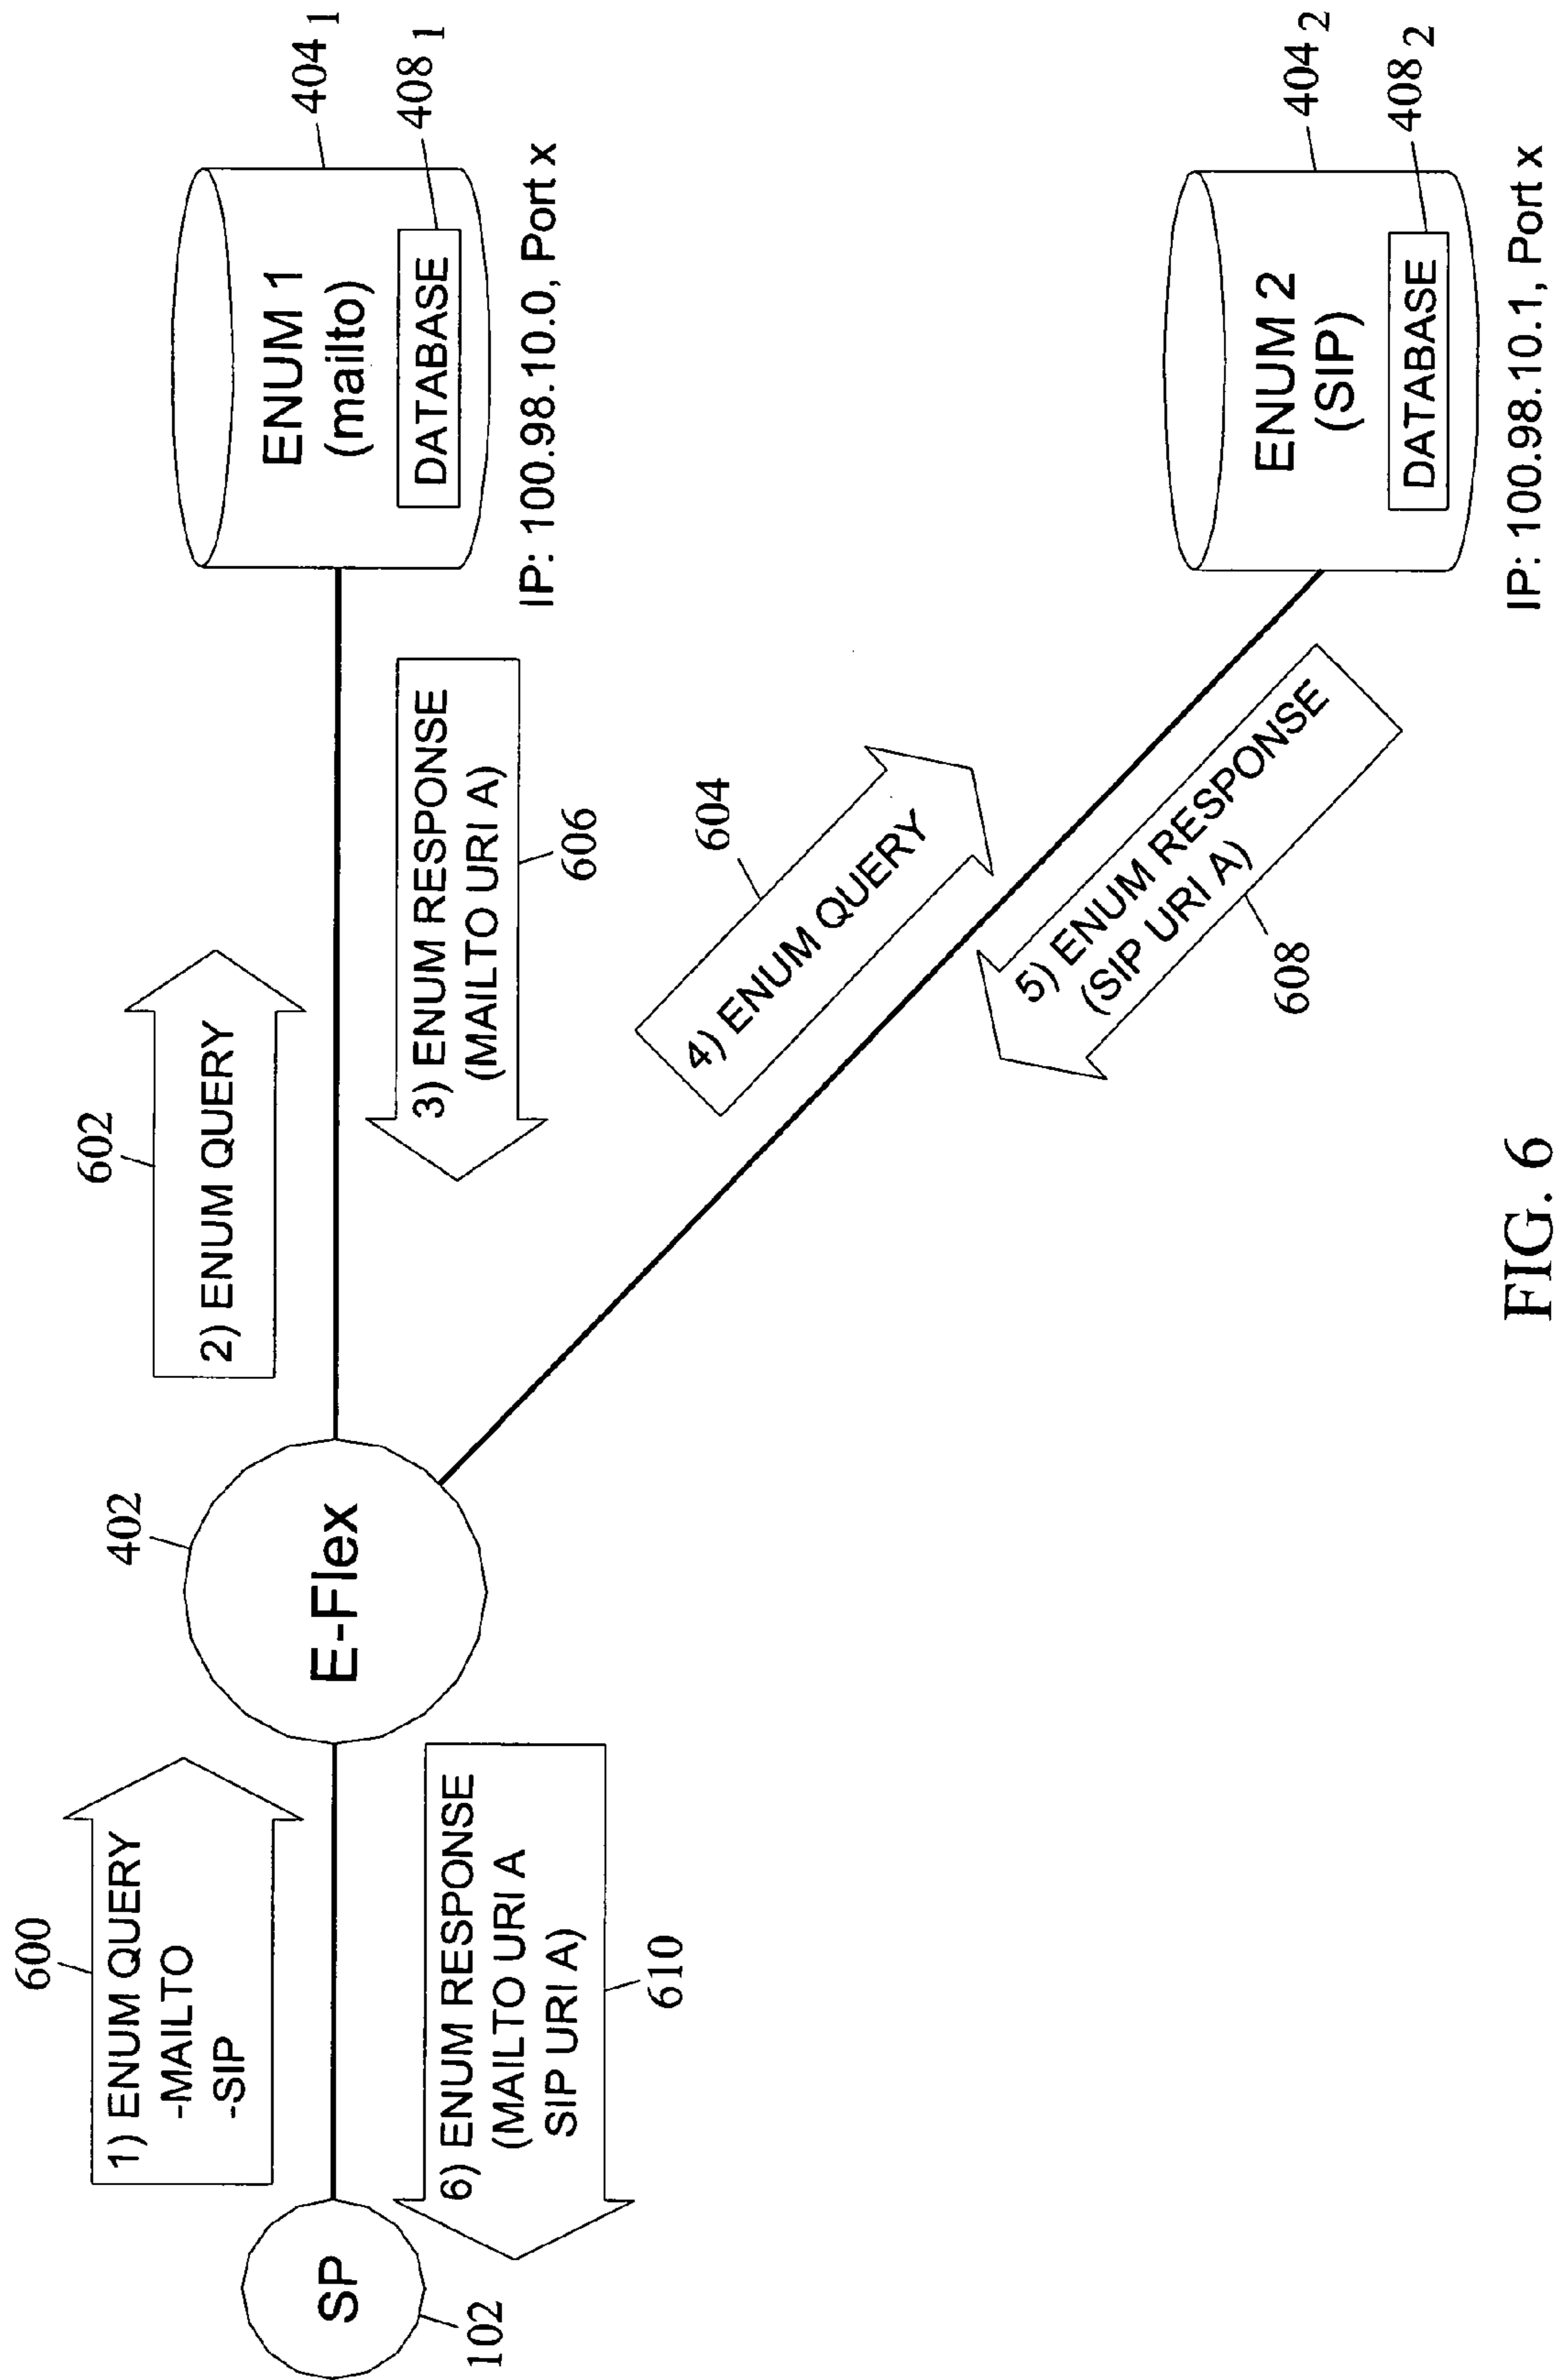 600
1) ENUM QUERY
-MAILTO
-SIP
SP
102
6) ENUM RESPONSE
(MAILTO URI A
SIP URI A)
610
402
E-Flex
602
2) ENUM QUERY
3) ENUM RESPONSE
(MAILTO URI A)
606
604
4) ENUM QUERY
5) ENUM RESPONSE
(SIP URI A)
608
404 1
ENUM 1
(mailto)
DATABASE
408 1
IP: 100.98.10.0, Port x
404 2
ENUM 2
(SIP)
DATABASE
408 2
IP: 100.98.10.1, Port x
FIG. 6